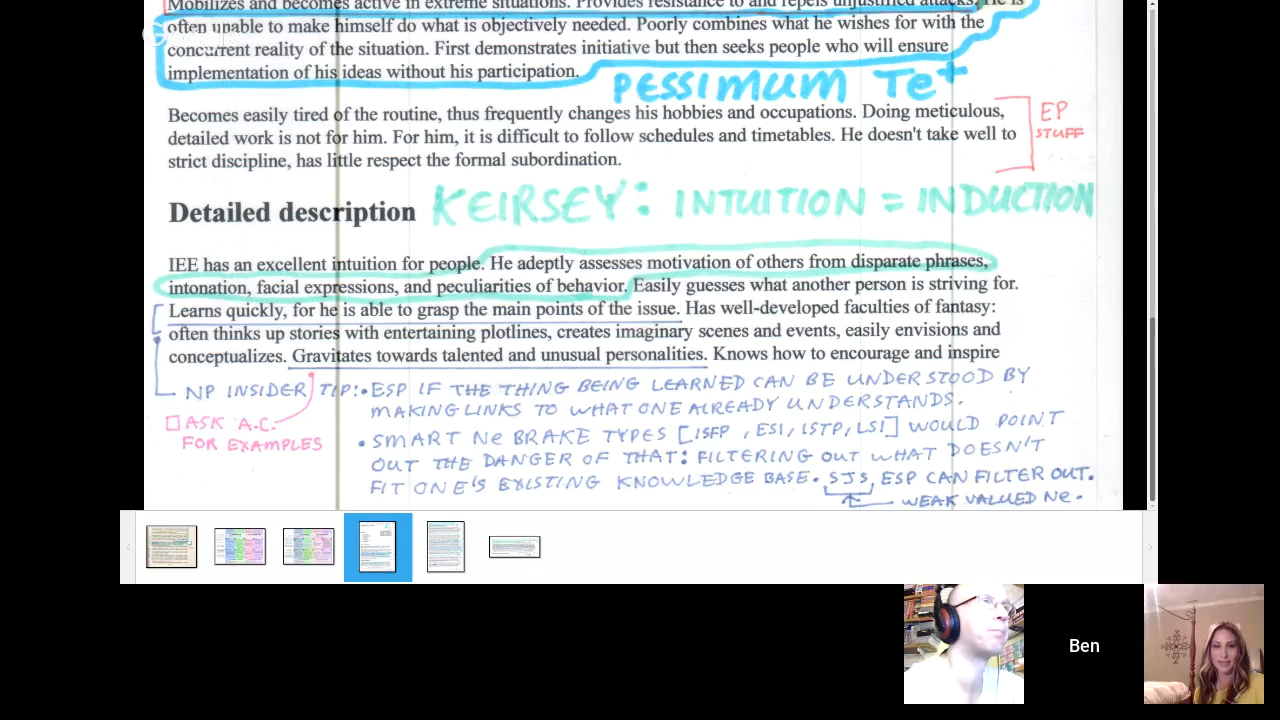 Mobilizes and becomes active in extreme situations. Provides resistance to and repels unjustified attacks. He is
often unable to make himself do what is objectively needed. Poorly combines what he wishes for with the
concurrent reality of the situation. First demonstrates initiative but then seeks people who will ensure
implementation of his ideas without his participation.
PESSIMUM Te+
Becomes easily tired of the routine, thus frequently changes his hobbies and occupations. Doing meticulous,
detailed work is not for him. For him, it is difficult to follow schedules and timetables. He doesn't take well to
strict discipline, has little respect the formal subordination.
EP
STUFF
Detailed description
KEIRSEY: INTUITION = INDUCTION
IEE has an excellent intuition for people. He adeptly assesses motivation of others from disparate phrases,
intonation, facial expressions, and peculiarities of behavior. Easily guesses what another person is striving for.
Learns quickly, for he is able to grasp the main points of the issue. Has well-developed faculties of fantasy:
often thinks up stories with entertaining plotlines, creates imaginary scenes and events, easily envisions and
conceptualizes. Gravitates towards talented and unusual personalities. Knows how to encourage and inspire
NP INSIDER TIP: • ESP IF THE THING BEING LEARNED CAN BE UNDERSTOOD BY
MAKING LINKS TO WHAT ONE ALREADY UNDERSTANDS.
ASK A.C.
FOR EXAMPLES
• SMART Ne BRAKE TYPES [ISFP, ESI, ISTP, LSI] WOULD POINT
OUT THE DANGER OF THAT: FILTERING OUT WHAT DOESN'T
FIT ONE'S EXISTING KNOWLEDGE BASE. SJS, ESP CAN FILTER OUT.
WEAK VALUED Ne.
Ben